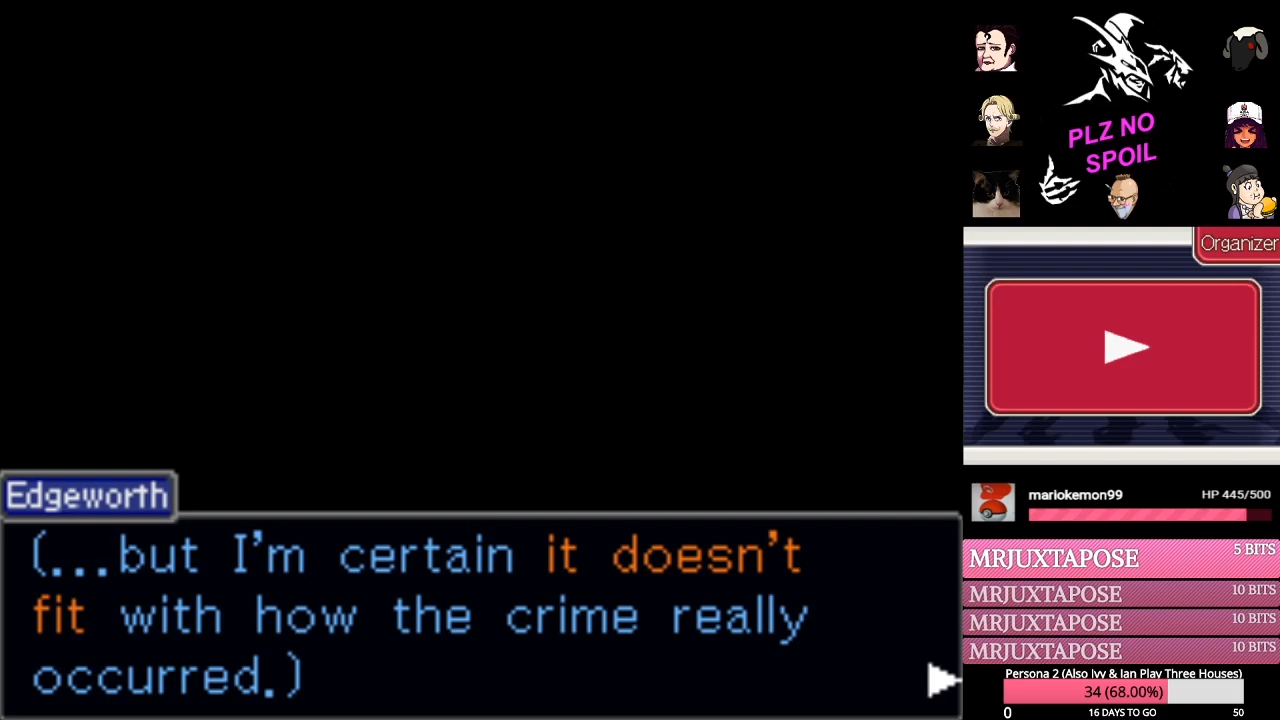 PLZ NO
SPOIL
Organizer
Edgeworth
(...but I'm certain it doesn't
fit with how the crime really
occurred.)
mariokemon99 HP 445/500
MRJUXTAPOSE 5 BITS
MRJUXTAPOSE 10 BITS
MRJUXTAPOSE 10 BITS
MRJUXTAPOSE 10 BITS
Persona 2 (Also Ivy & Ian Play Three Houses)
34 (68.00%)
0 16 DAYS TO GO 50